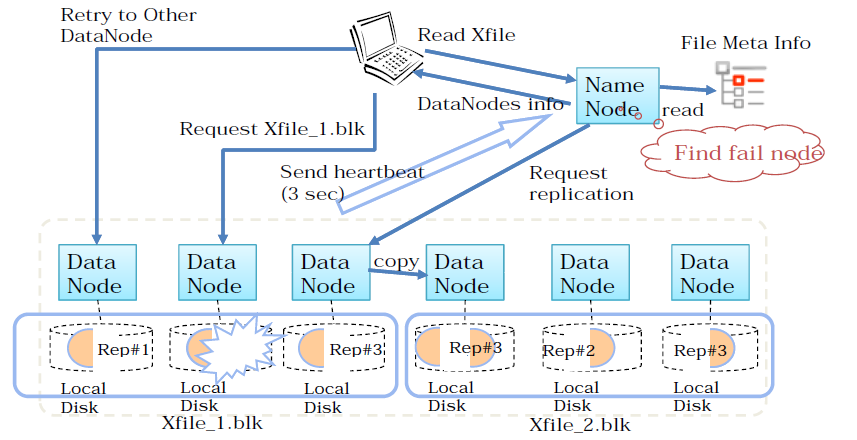 Retry to Other
DataNode
Read Xfile
File Meta Info
Name
Node
DataNodes info
read
Request Xfile_1.blk
Find fail node
Send heartbeat
(3 sec)
Request
replication
Data
Node
Data
Node
Data
Node
copy
Data
Node
Data
Node
Data
Node
Rep#1
Rep#3
Rep#3
Rep#2
Rep#3
Local
Disk
Local
Disk
Local
Disk
Local
Disk
Local
Disk
Local
Disk
Xfile_1.blk
Xfile_2.blk